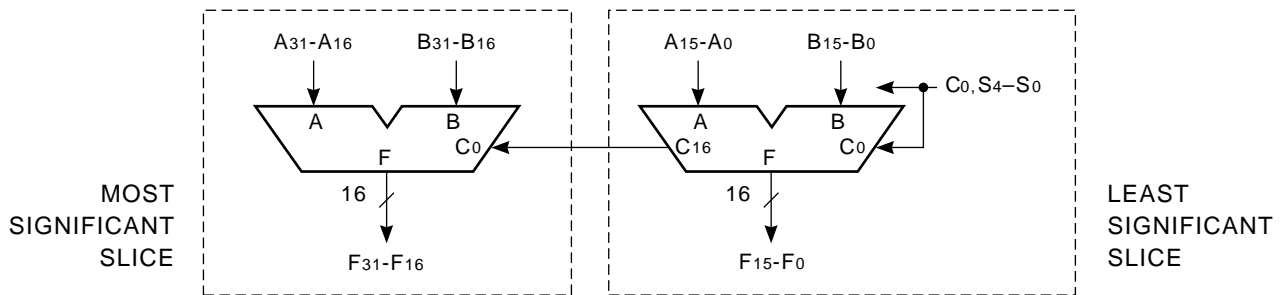 A31-A16 B31-B16 A15-A0 B15-B0
C0, S4–S0
A B A B
C0 C16 C0
F F
16 16
MOST
SIGNIFICANT
SLICE
LEAST
SIGNIFICANT
SLICE
F31-F16 F15-F0